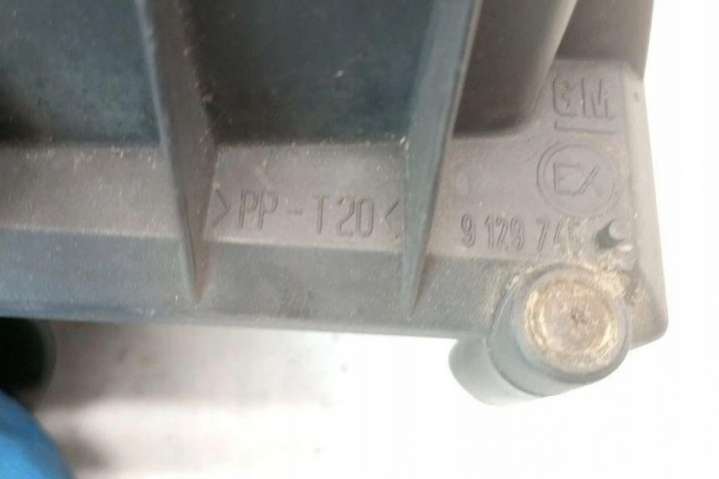 GM
EX
>PP-T20<
9 129 74